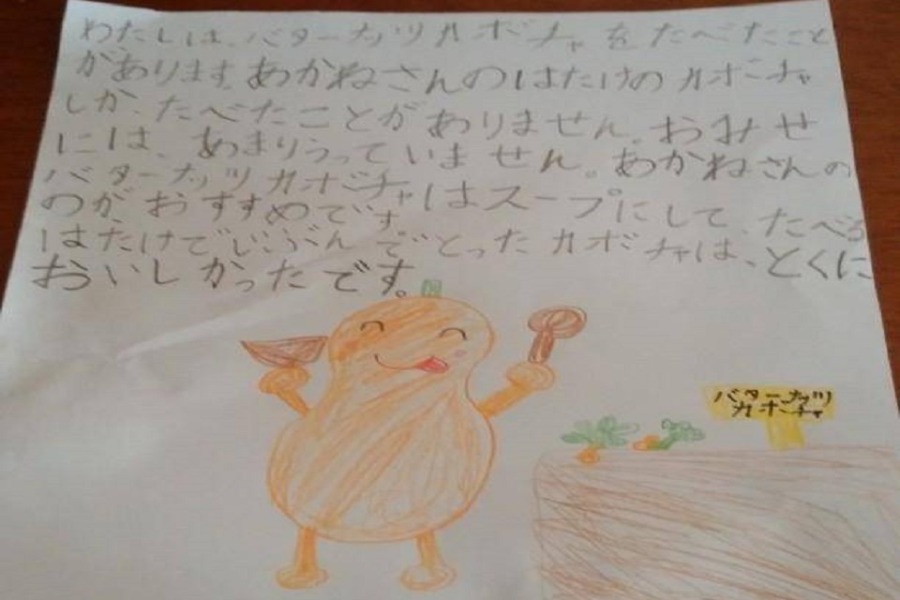 わたしは、バターナッツカボチャをたべたこと
があります。あかねさんのはたけのカボチャ
しか、たべたことがありません。おみせ
には、あまりうっていません。あかねさんの
バターナッツカボチャはスープにして、たべる
のが、おすすめです。
はたけでじぶんでとったカボチャは、とくに
おいしかったです。
バターナッツ
カボチャ